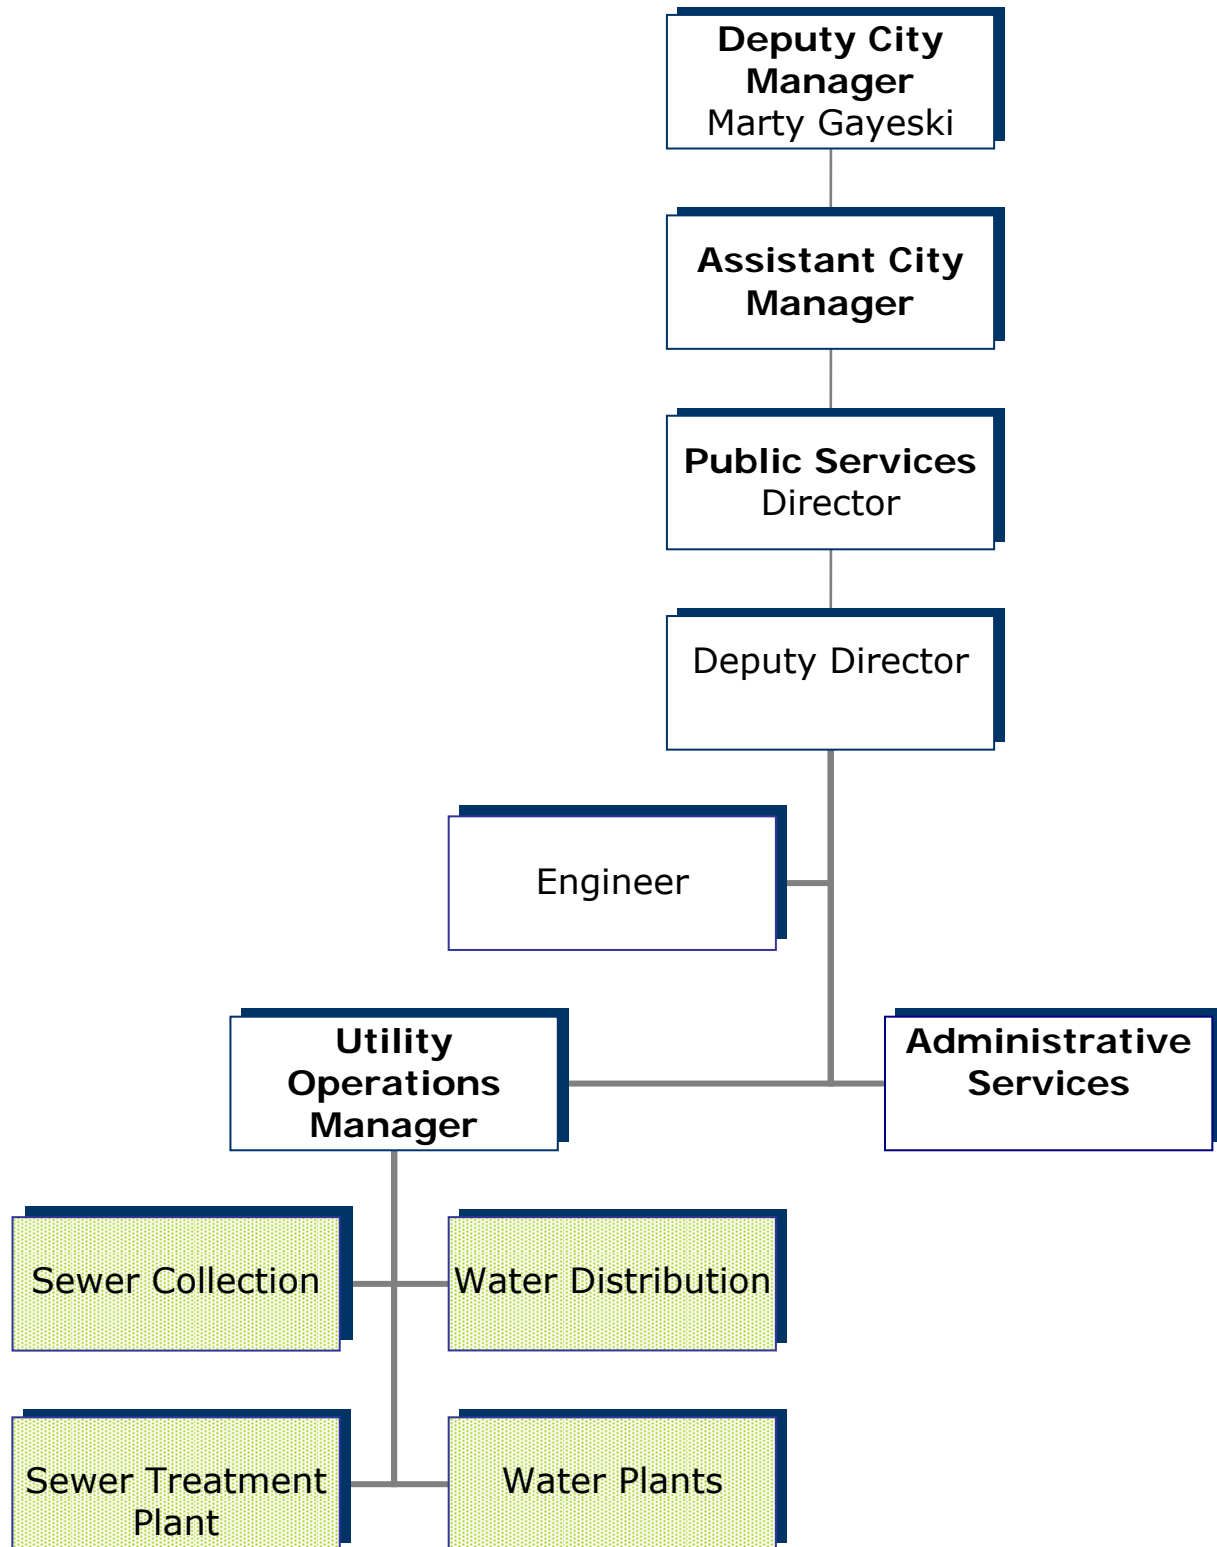 Deputy City
Manager
Marty Gayeski
Assistant City
Manager
Public Services
Director
Deputy Director
Engineer
Utility
Operations
Manager
Administrative
Services
Sewer Collection
Water Distribution
Sewer Treatment
Plant
Water Plants